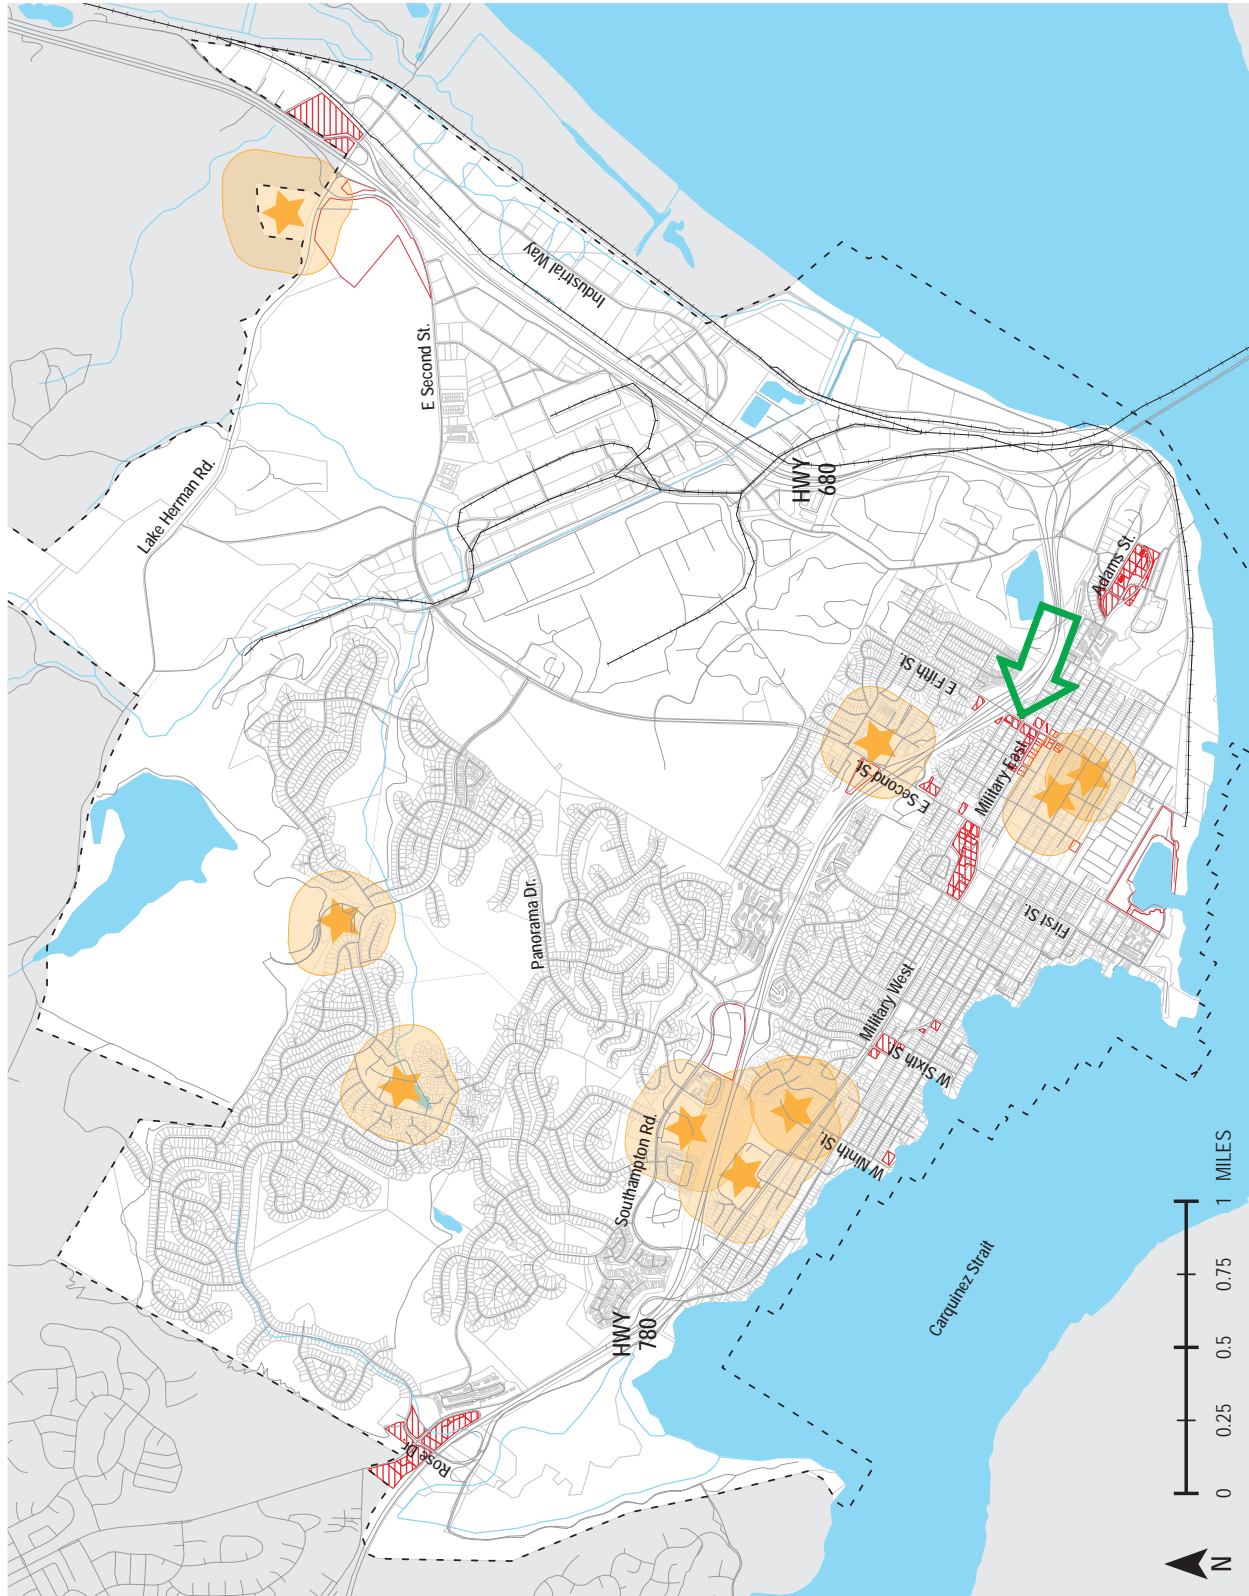 Lake Herman Rd.
E Second St.
Industrial Way
HWY
680
Panorama Dr.
E Fifth St.
E Second St.
Adams St.
Military East
First St.
Military West
W Sixth St.
W Ninth St.
Southampton Rd.
HWY
780
Rose Dr.
Carquinez Strait
0 0.25 0.5 0.75 1 MILES
N